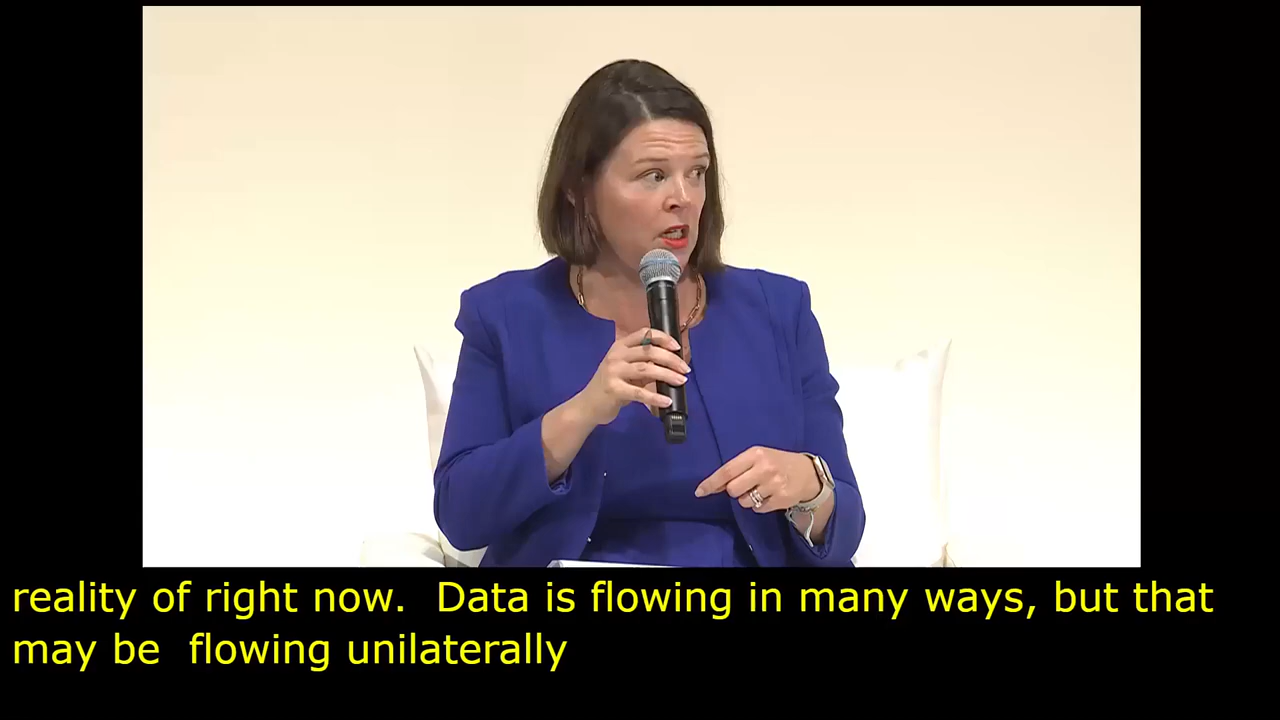 reality of right now.  Data is flowing in many ways, but that
may be  flowing unilaterally